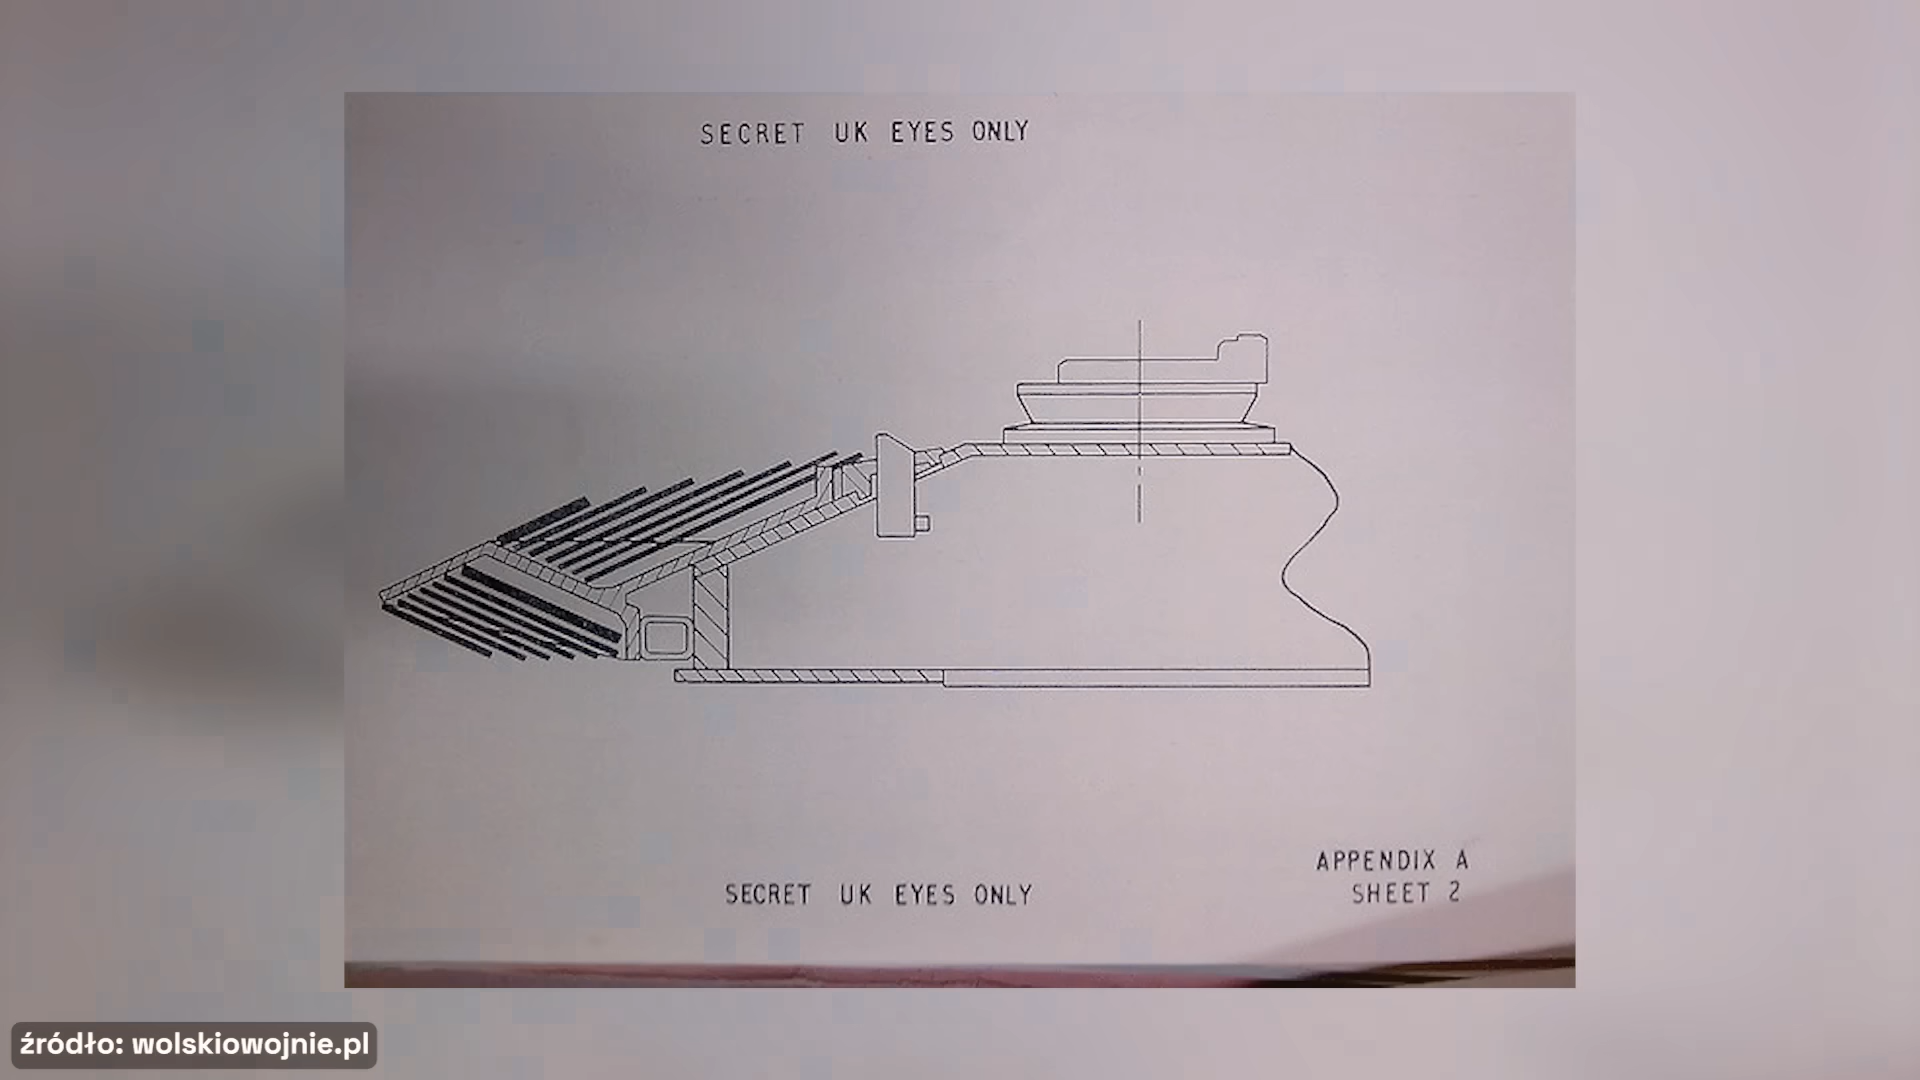 SECRET UK EYES ONLY
APPENDIX A
SHEET 2
SECRET UK EYES ONLY
źródło: wolskiowojnie.pl